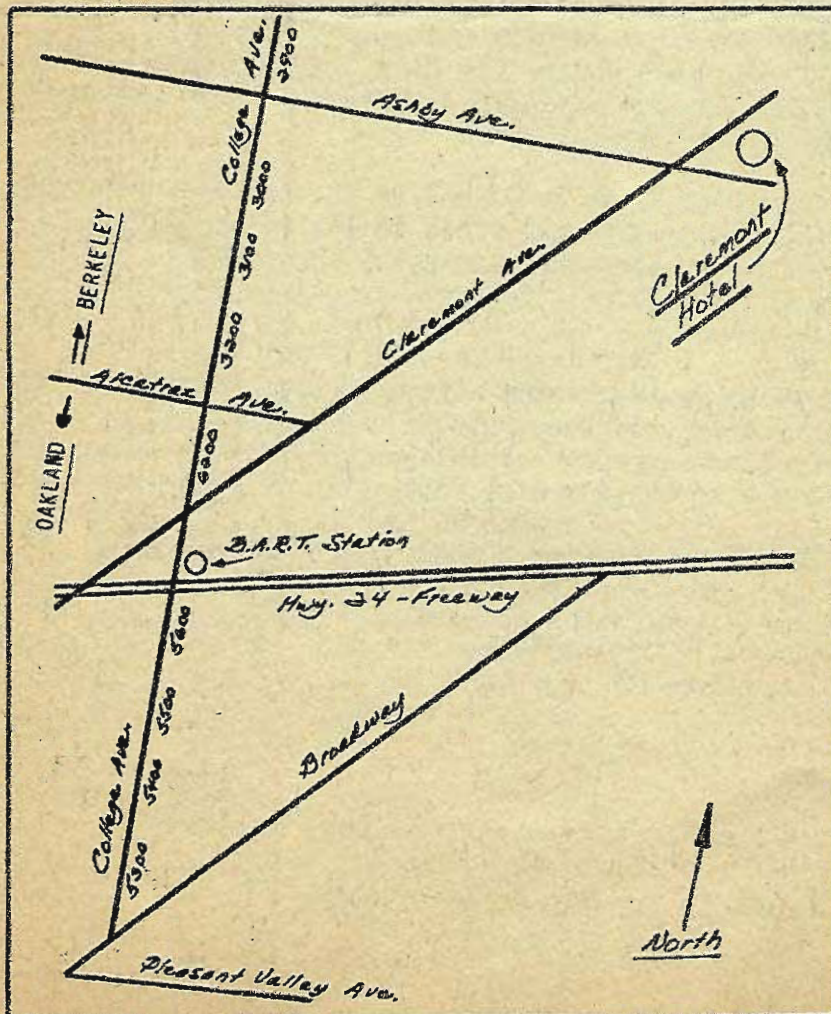 College Ave.
2900
Ashby Ave.
3000
3100
3200
Claremont Ave.
Claremont
Hotel
BERKELEY
OAKLAND
Alcatraz Ave.
6200
B.A.R.T. Station
Hwy. 24 - Freeway
5600
5500
5400
5300
College Ave.
Broadway
North
Pleasant Valley Ave.